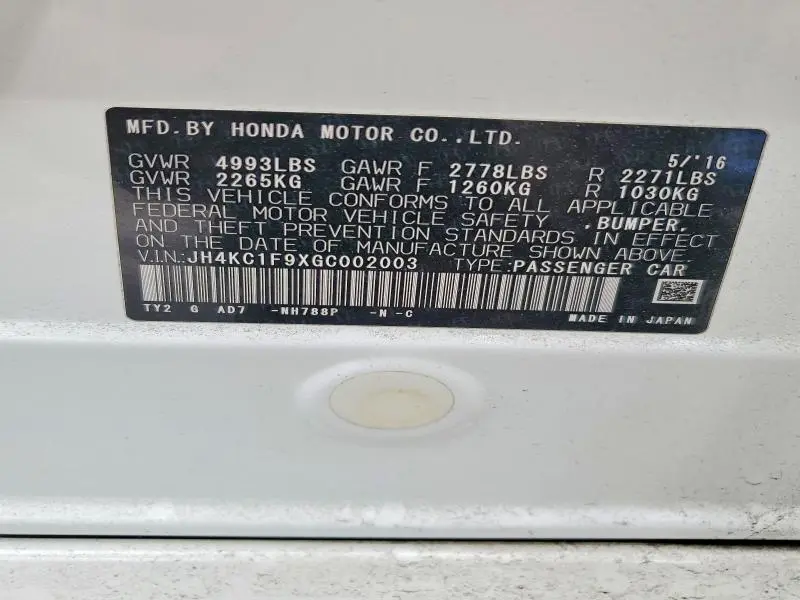 MFD. BY HONDA MOTOR CO., LTD.
5/'16
GVWR 4993LBS GAWR F 2778LBS R 2271LBS
GVWR 2265KG GAWR F 1260KG R 1030KG
THIS VEHICLE CONFORMS TO ALL APPLICABLE
FEDERAL MOTOR VEHICLE SAFETY, BUMPER,
AND THEFT PREVENTION STANDARDS IN EFFECT
ON THE DATE OF MANUFACTURE SHOWN ABOVE.
V.I.N.: JH4KC1F9XGC002003 TYPE: PASSENGER CAR
TY2 G AD7 -NH788P -N -C
MADE IN JAPAN